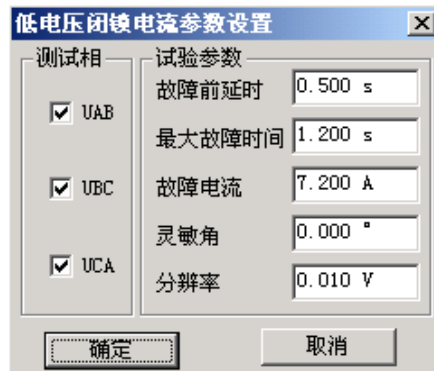 低电压闭锁电流参数设置
测试相
UAB
UBC
UCA
试验参数
故障前延时 0.500 s
最大故障时间 1.200 s
故障电流 7.200 A
灵敏角 0.000 °
分辨率 0.010 V
确定
取消